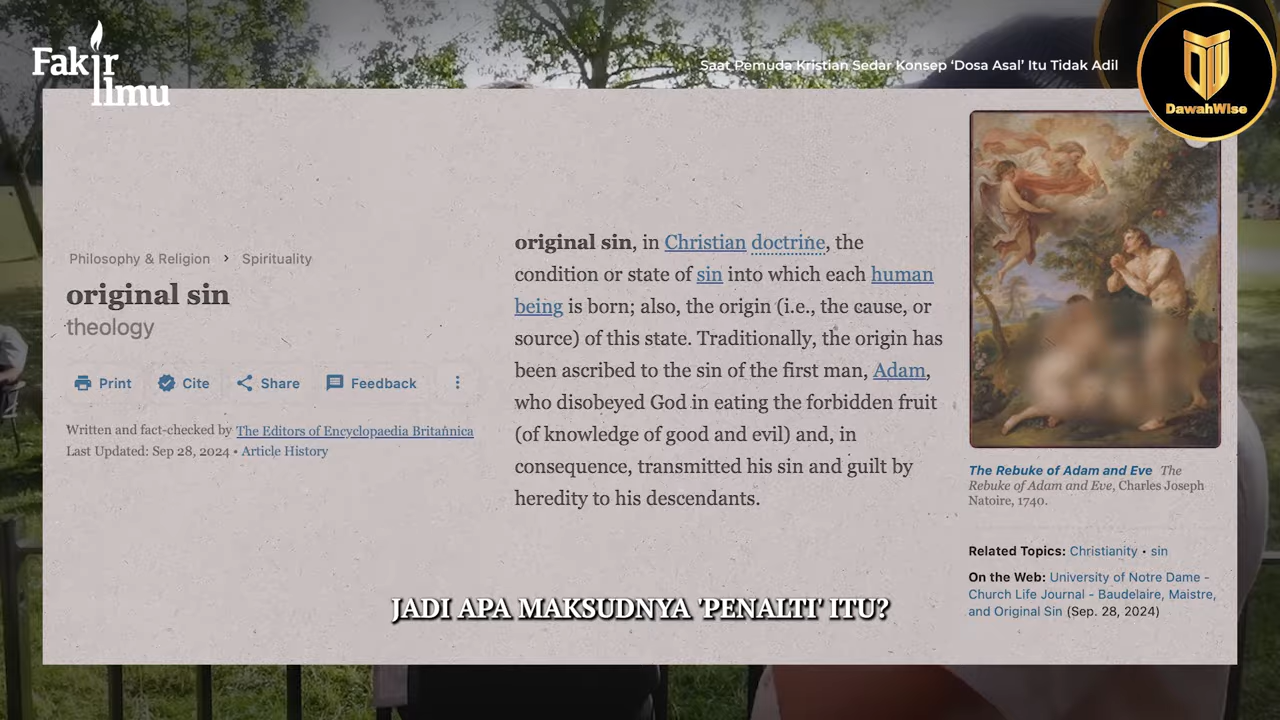 Fakir
Ilmu
Saat Pemuda Kristian Sedar Konsep ‘Dosa Asal’ Itu Tidak Adil
DawahWise
Philosophy & Religion › Spirituality
original sin
theology
Print Cite Share Feedback
Written and fact-checked by The Editors of Encyclopaedia Britannica
Last Updated: Sep 28, 2024 • Article History
original sin, in Christian doctrine, the
condition or state of sin into which each human
being is born; also, the origin (i.e., the cause, or
source) of this state. Traditionally, the origin has
been ascribed to the sin of the first man, Adam,
who disobeyed God in eating the forbidden fruit
(of knowledge of good and evil) and, in
consequence, transmitted his sin and guilt by
heredity to his descendants.
The Rebuke of Adam and Eve The
Rebuke of Adam and Eve, Charles Joseph
Natoire, 1740.
Related Topics: Christianity • sin
On the Web: University of Notre Dame -
Church Life Journal - Baudelaire, Maistre,
and Original Sin (Sep. 28, 2024)
JADI APA MAKSUDNYA 'PENALTI' ITU?